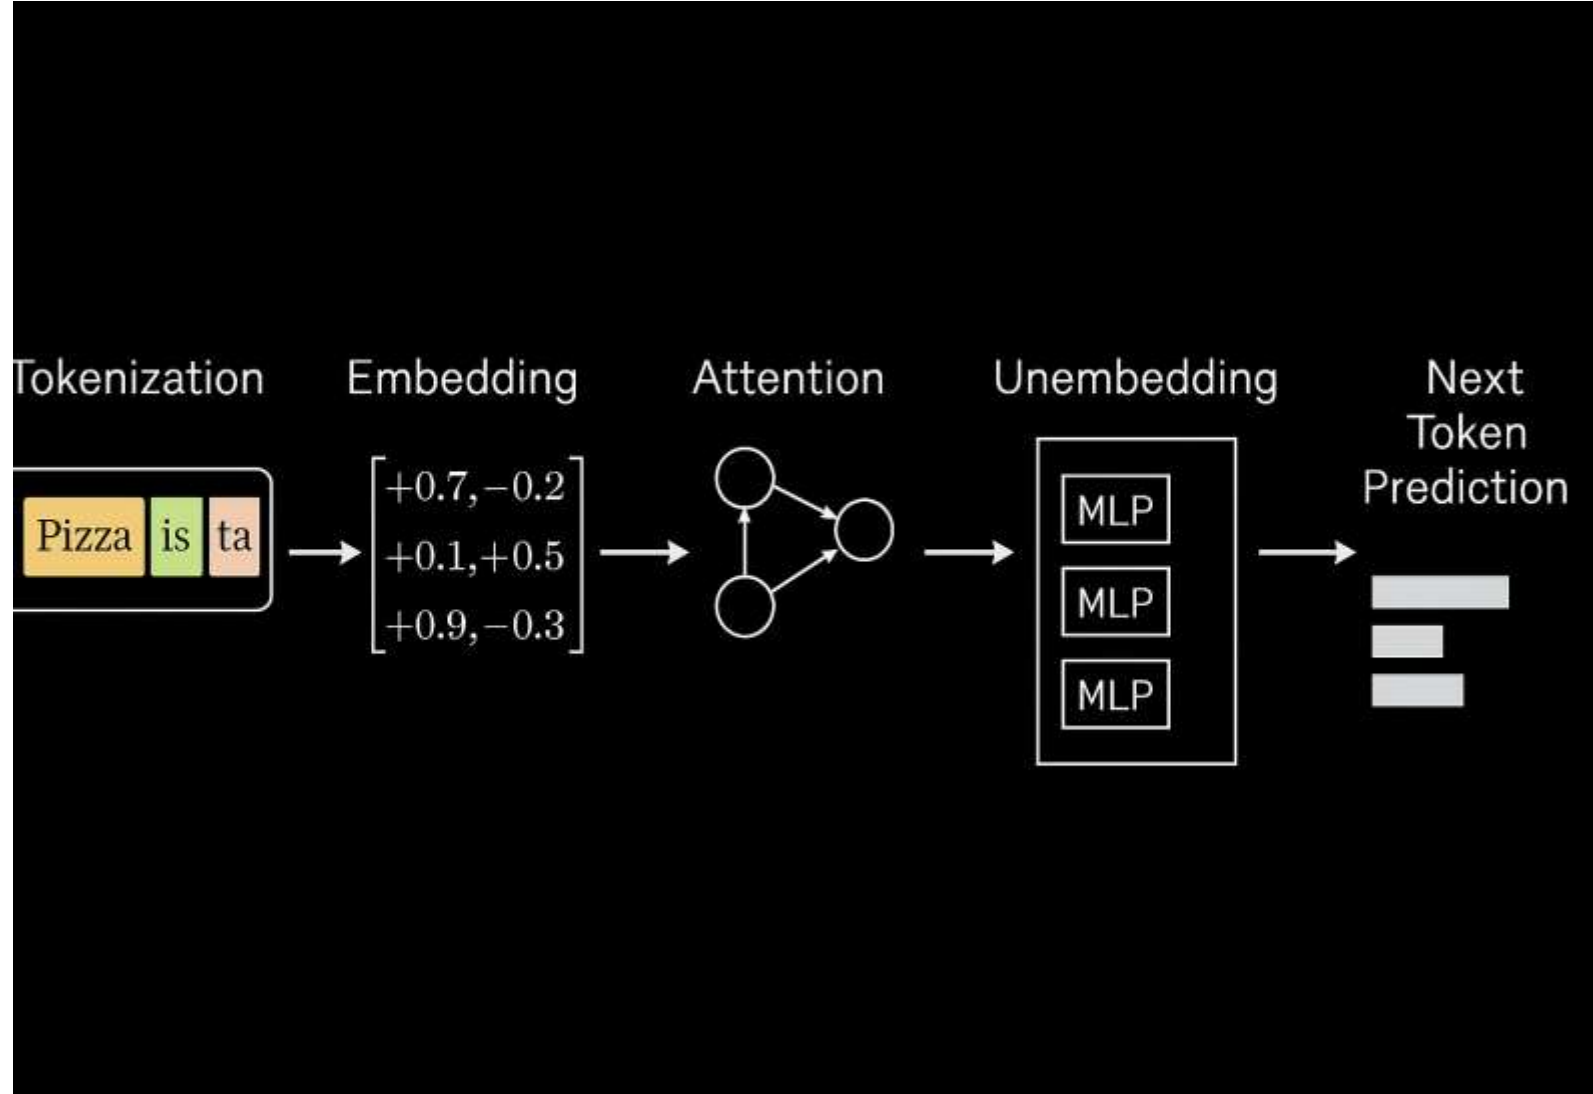 Tokenization
Embedding
Attention
Unembedding
Next
Token
Prediction
Pizza is ta
+0.7,−0.2
+0.1,+0.5
+0.9,−0.3
MLP
MLP
MLP